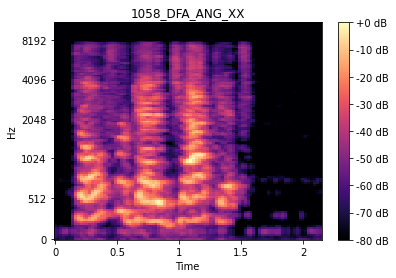 1058_DFA_ANG_XX
+0 dB
8192
-10 dB
4096
-20 dB
-30 dB
2048
Hz
-40 dB
1024
-50 dB
512
-60 dB
-70 dB
0
-80 dB
0 0.5 1 1.5 2
Time